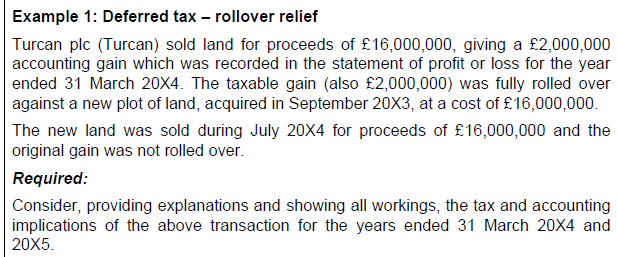 Example 1: Deferred tax – rollover relief
Turcan plc (Turcan) sold land for proceeds of £16,000,000, giving a £2,000,000
accounting gain which was recorded in the statement of profit or loss for the year
ended 31 March 20X4. The taxable gain (also £2,000,000) was fully rolled over
against a new plot of land, acquired in September 20X3, at a cost of £16,000,000.
The new land was sold during July 20X4 for proceeds of £16,000,000 and the
original gain was not rolled over.
Required:
Consider, providing explanations and showing all workings, the tax and accounting
implications of the above transaction for the years ended 31 March 20X4 and
20X5.